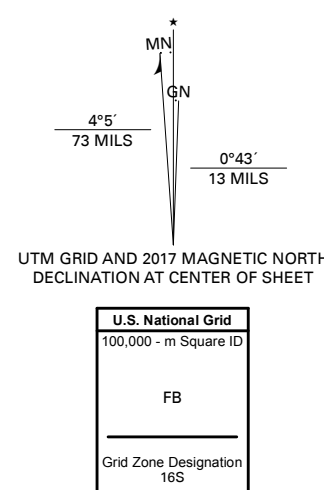 ★
MN
GN
4°5´
73 MILS
0°43´
13 MILS
UTM GRID AND 2017 MAGNETIC NORTH
DECLINATION AT CENTER OF SHEET
U.S. National Grid
100,000 - m Square ID
FB
Grid Zone Designation
16S